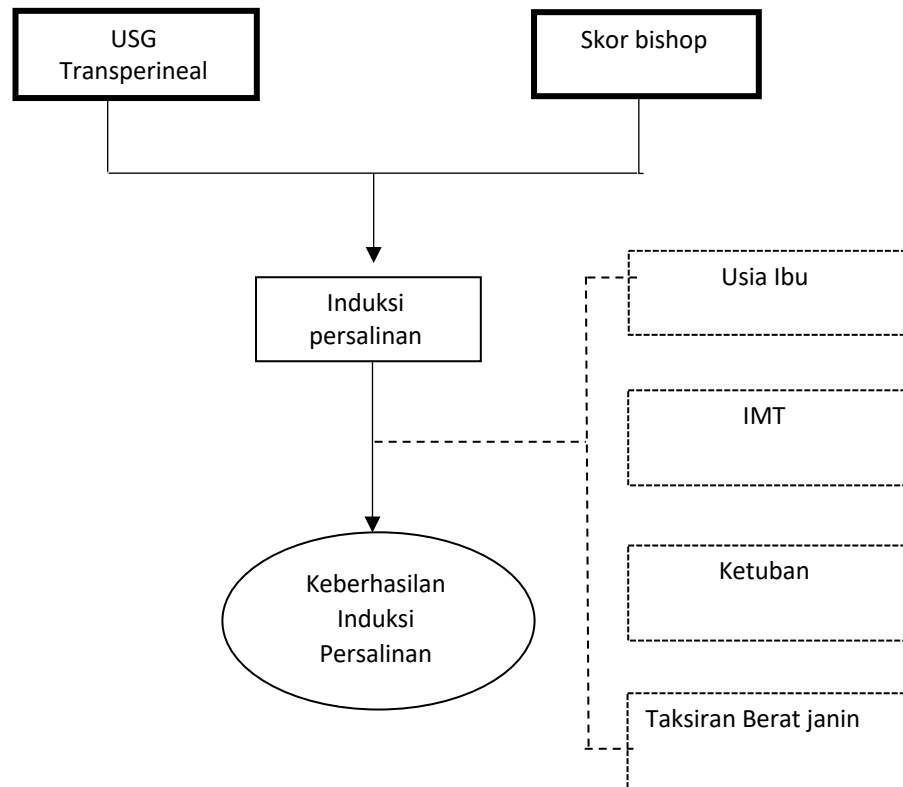 USG
Transperineal
Skor bishop
Induksi
persalinan
Usia Ibu
IMT
Ketuban
Keberhasilan
Induksi
Persalinan
Taksiran Berat janin